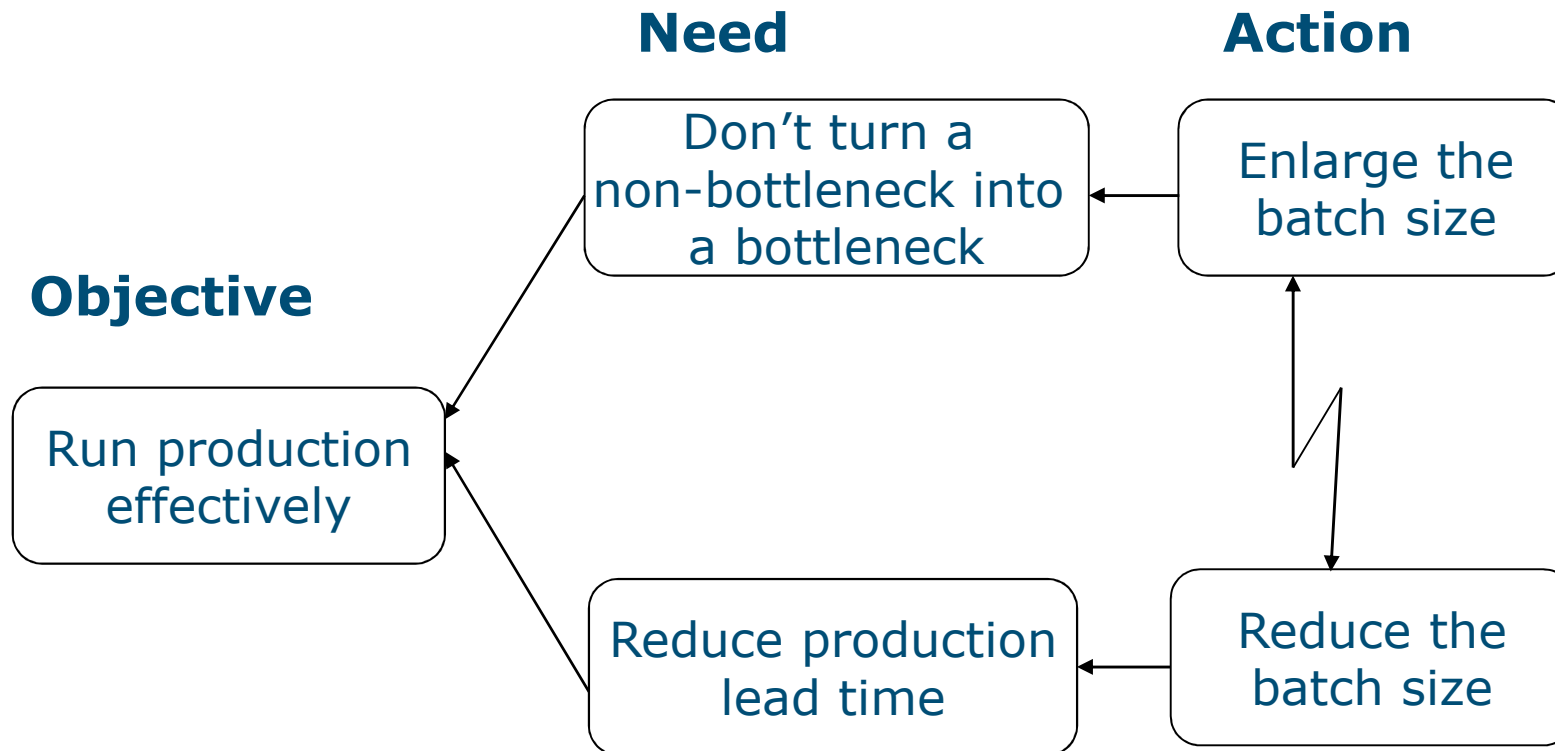 Need
Action
Don’t turn a
non-bottleneck into
a bottleneck
Enlarge the
batch size
Objective
Run production
effectively
Reduce production
lead time
Reduce the
batch size